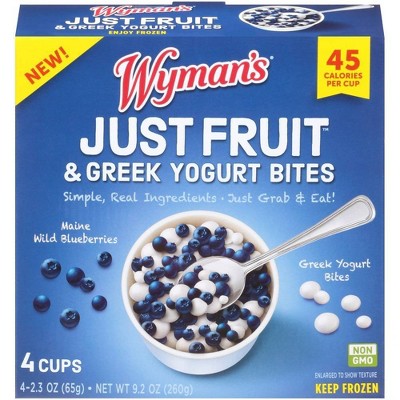 Wyman's
JUST FRUIT
& GREEK YOGURT BITES
ENJOY FROZEN
NEW!
45
CALORIES
PER CUP
Wyman's
JUST FRUIT™
& GREEK YOGURT BITES
Simple, Real Ingredients · Just Grab & Eat!
Maine
Wild Blueberries
Greek Yogurt
Bites
4 CUPS
4-2.3 OZ (65g) • NET WT 9.2 OZ (260g)
NON
GMO
ENLARGED TO SHOW TEXTURE
KEEP FROZEN